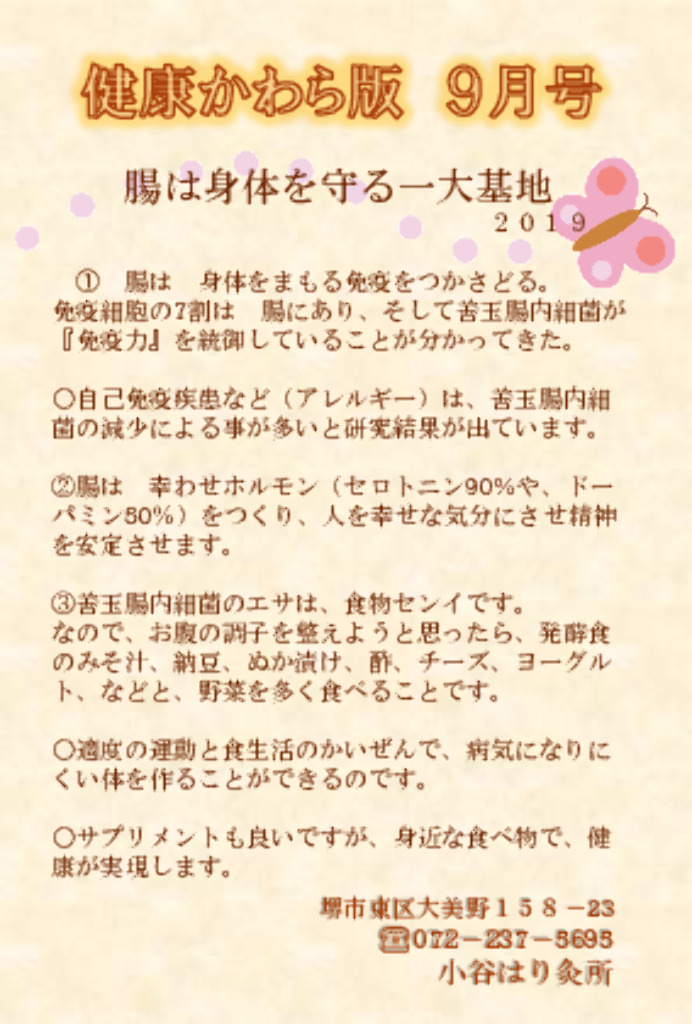 健康かわら版　９月号
腸は身体を守る一大基地
２０１９
①　腸は　身体をまもる免疫をつかさどる。
免疫細胞の7割は　腸にあり、そして善玉腸内細菌が
『免疫力』を統御していることが分かってきた。
〇自己免疫疾患など（アレルギー）は、善玉腸内細
菌の減少による事が多いと研究結果が出ています。
②腸は　幸わせホルモン（セロトニン90%や、ドー
パミン50%）をつくり、人を幸せな気分にさせ精神
を安定させます。
③善玉腸内細菌のエサは、食物センイです。
なので、お腹の調子を整えようと思ったら、発酵食
のみそ汁、納豆、ぬか漬け、酢、チーズ、ヨーグル
ト、などと、野菜を多く食べることです。
〇適度の運動と食生活のかいぜんで、病気になりに
くい体を作ることができるのです。
〇サプリメントも良いですが、身近な食べ物で、健
康が実現します。
堺市東区大美野１５８－23
☎072－237－5695
小谷はり灸所